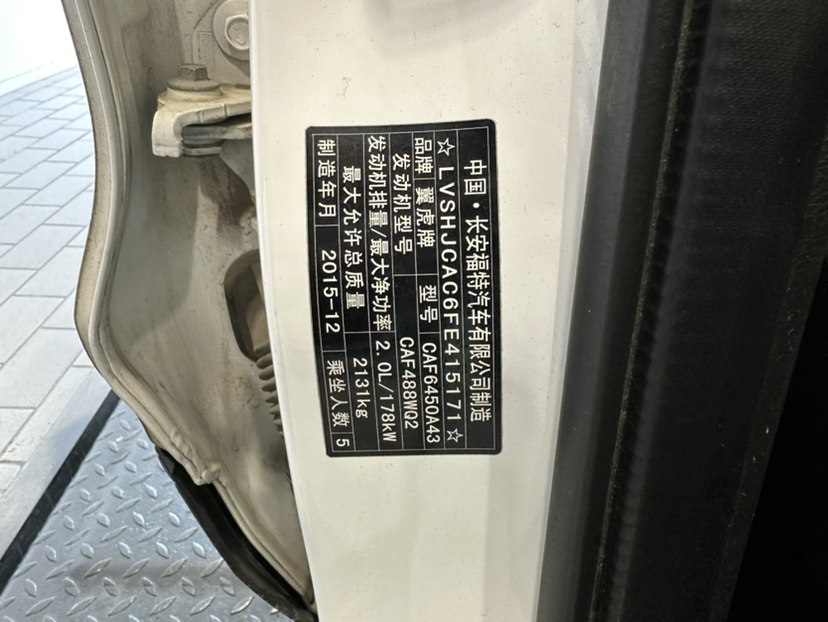 中国·长安福特汽车有限公司制造
☆LVSHJCAC6FE415171☆
品牌 翼虎牌 型号 CAF6450A43
发动机型号 CAF488WQ2
发动机排量/最大净功率 2.0L/178kW
最大允许总质量 2131kg
制造年月 2015-12 乘坐人数 5